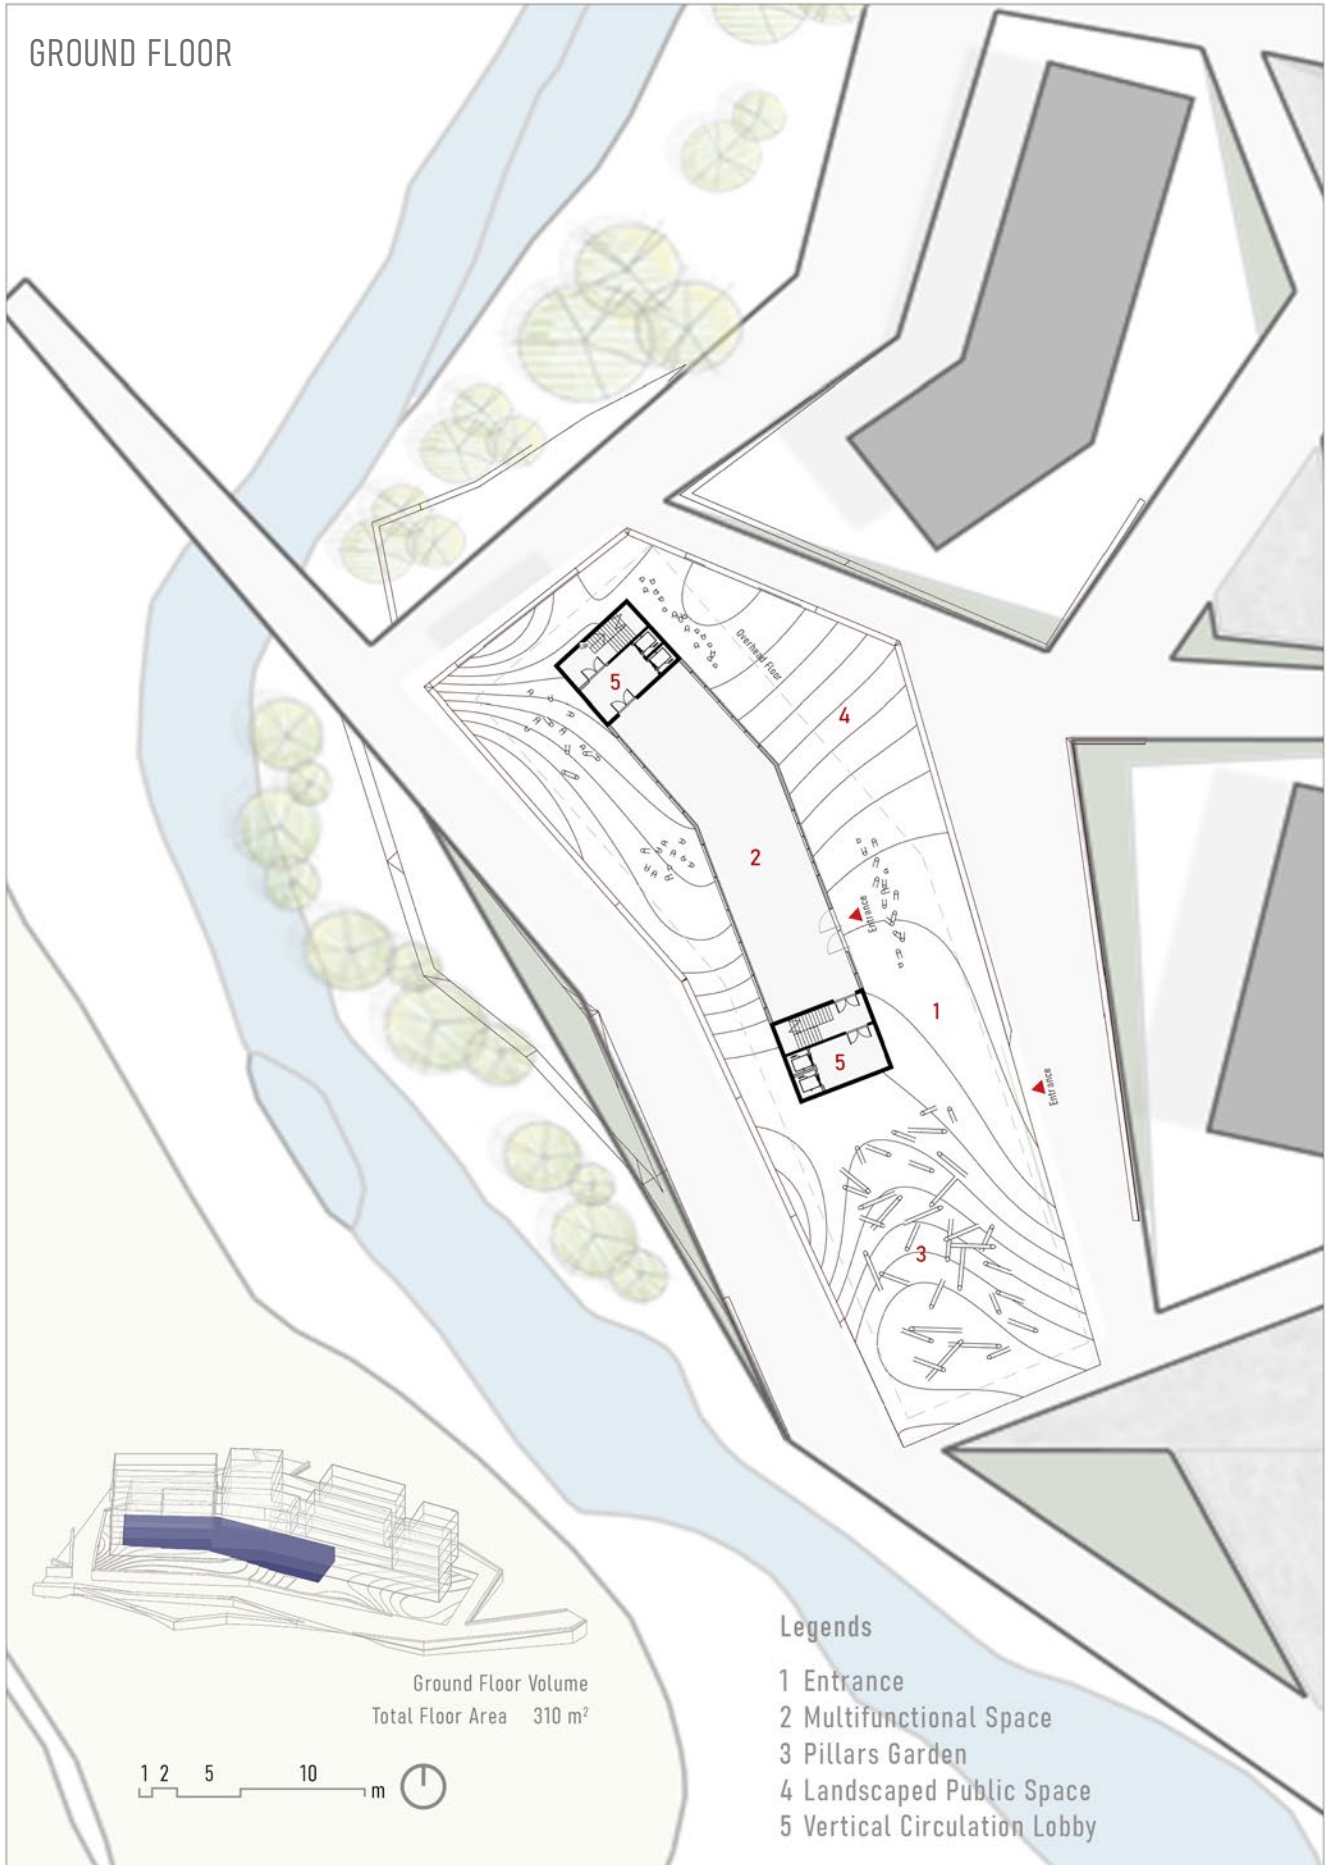 GROUND FLOOR
5
Overhead Floor
4
2
Entrance
1
5
Entrance
3
Ground Floor Volume
Total Floor Area 310 m²
1 2 5 10 m
Legends
1 Entrance
2 Multifunctional Space
3 Pillars Garden
4 Landscaped Public Space
5 Vertical Circulation Lobby